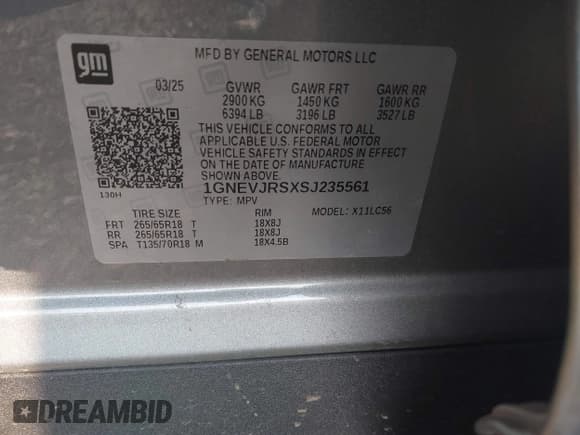 gm
MFD BY GENERAL MOTORS LLC
03/25 GVWR GAWR FRT GAWR RR
2900 KG 1450 KG 1600 KG
6394 LB 3196 LB 3527 LB
THIS VEHICLE CONFORMS TO ALL
APPLICABLE U.S. FEDERAL MOTOR
VEHICLE SAFETY STANDARDS IN EFFECT
ON THE DATE OF MANUFACTURE
SHOWN ABOVE.
130H
1GNEVJRSXSJ235561
TYPE: MPV
TIRE SIZE RIM MODEL: X11LC56
FRT 265/65R18 T 18X8J
RR 265/65R18 T 18X8J
SPA T135/70R18 M 18X4.5B
DREAMBID